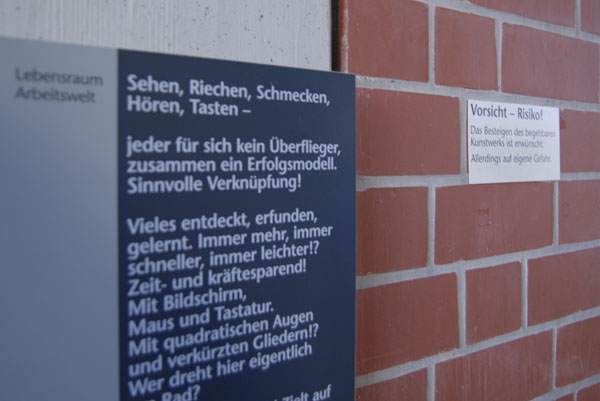 Lebensraum
Arbeitswelt
Sehen, Riechen, Schmecken,
Hören, Tasten –
jeder für sich kein Überflieger,
zusammen ein Erfolgsmodell.
Sinnvolle Verknüpfung!
Vieles entdeckt, erfunden,
gelernt. Immer mehr, immer
schneller, immer leichter!?
Zeit- und kräftesparend!
Mit Bildschirm,
Maus und Tastatur.
Mit quadratischen Augen
und verkürzten Gliedern!?
Wer dreht hier eigentlich
Rad?
Zielt auf
Vorsicht – Risiko!
Das Besteigen des begehbaren
Kunstwerks ist erwünscht.
Allerdings auf eigene Gefahr.